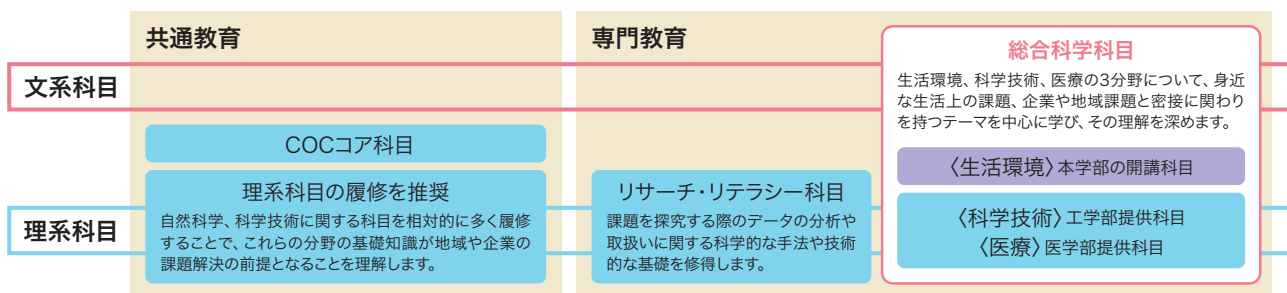 共通教育
専門教育
文系科目
理系科目
COCコア科目
理系科目の履修を推奨
自然科学、科学技術に関する科目を相対的に多く履修
することで、これらの分野の基礎知識が地域や企業の
課題解決の前提となることを理解します。
リサーチ・リテラシー科目
課題を探究する際のデータの分析や
取扱いに関する科学的な手法や技術
的な基礎を修得します。
総合科学科目
生活環境、科学技術、医療の3分野について、身近
な生活上の課題、企業や地域課題と密接に関わり
を持つテーマを中心に学び、その理解を深めます。
〈生活環境〉本学部の開講科目
〈科学技術〉工学部提供科目
〈医療〉医学部提供科目